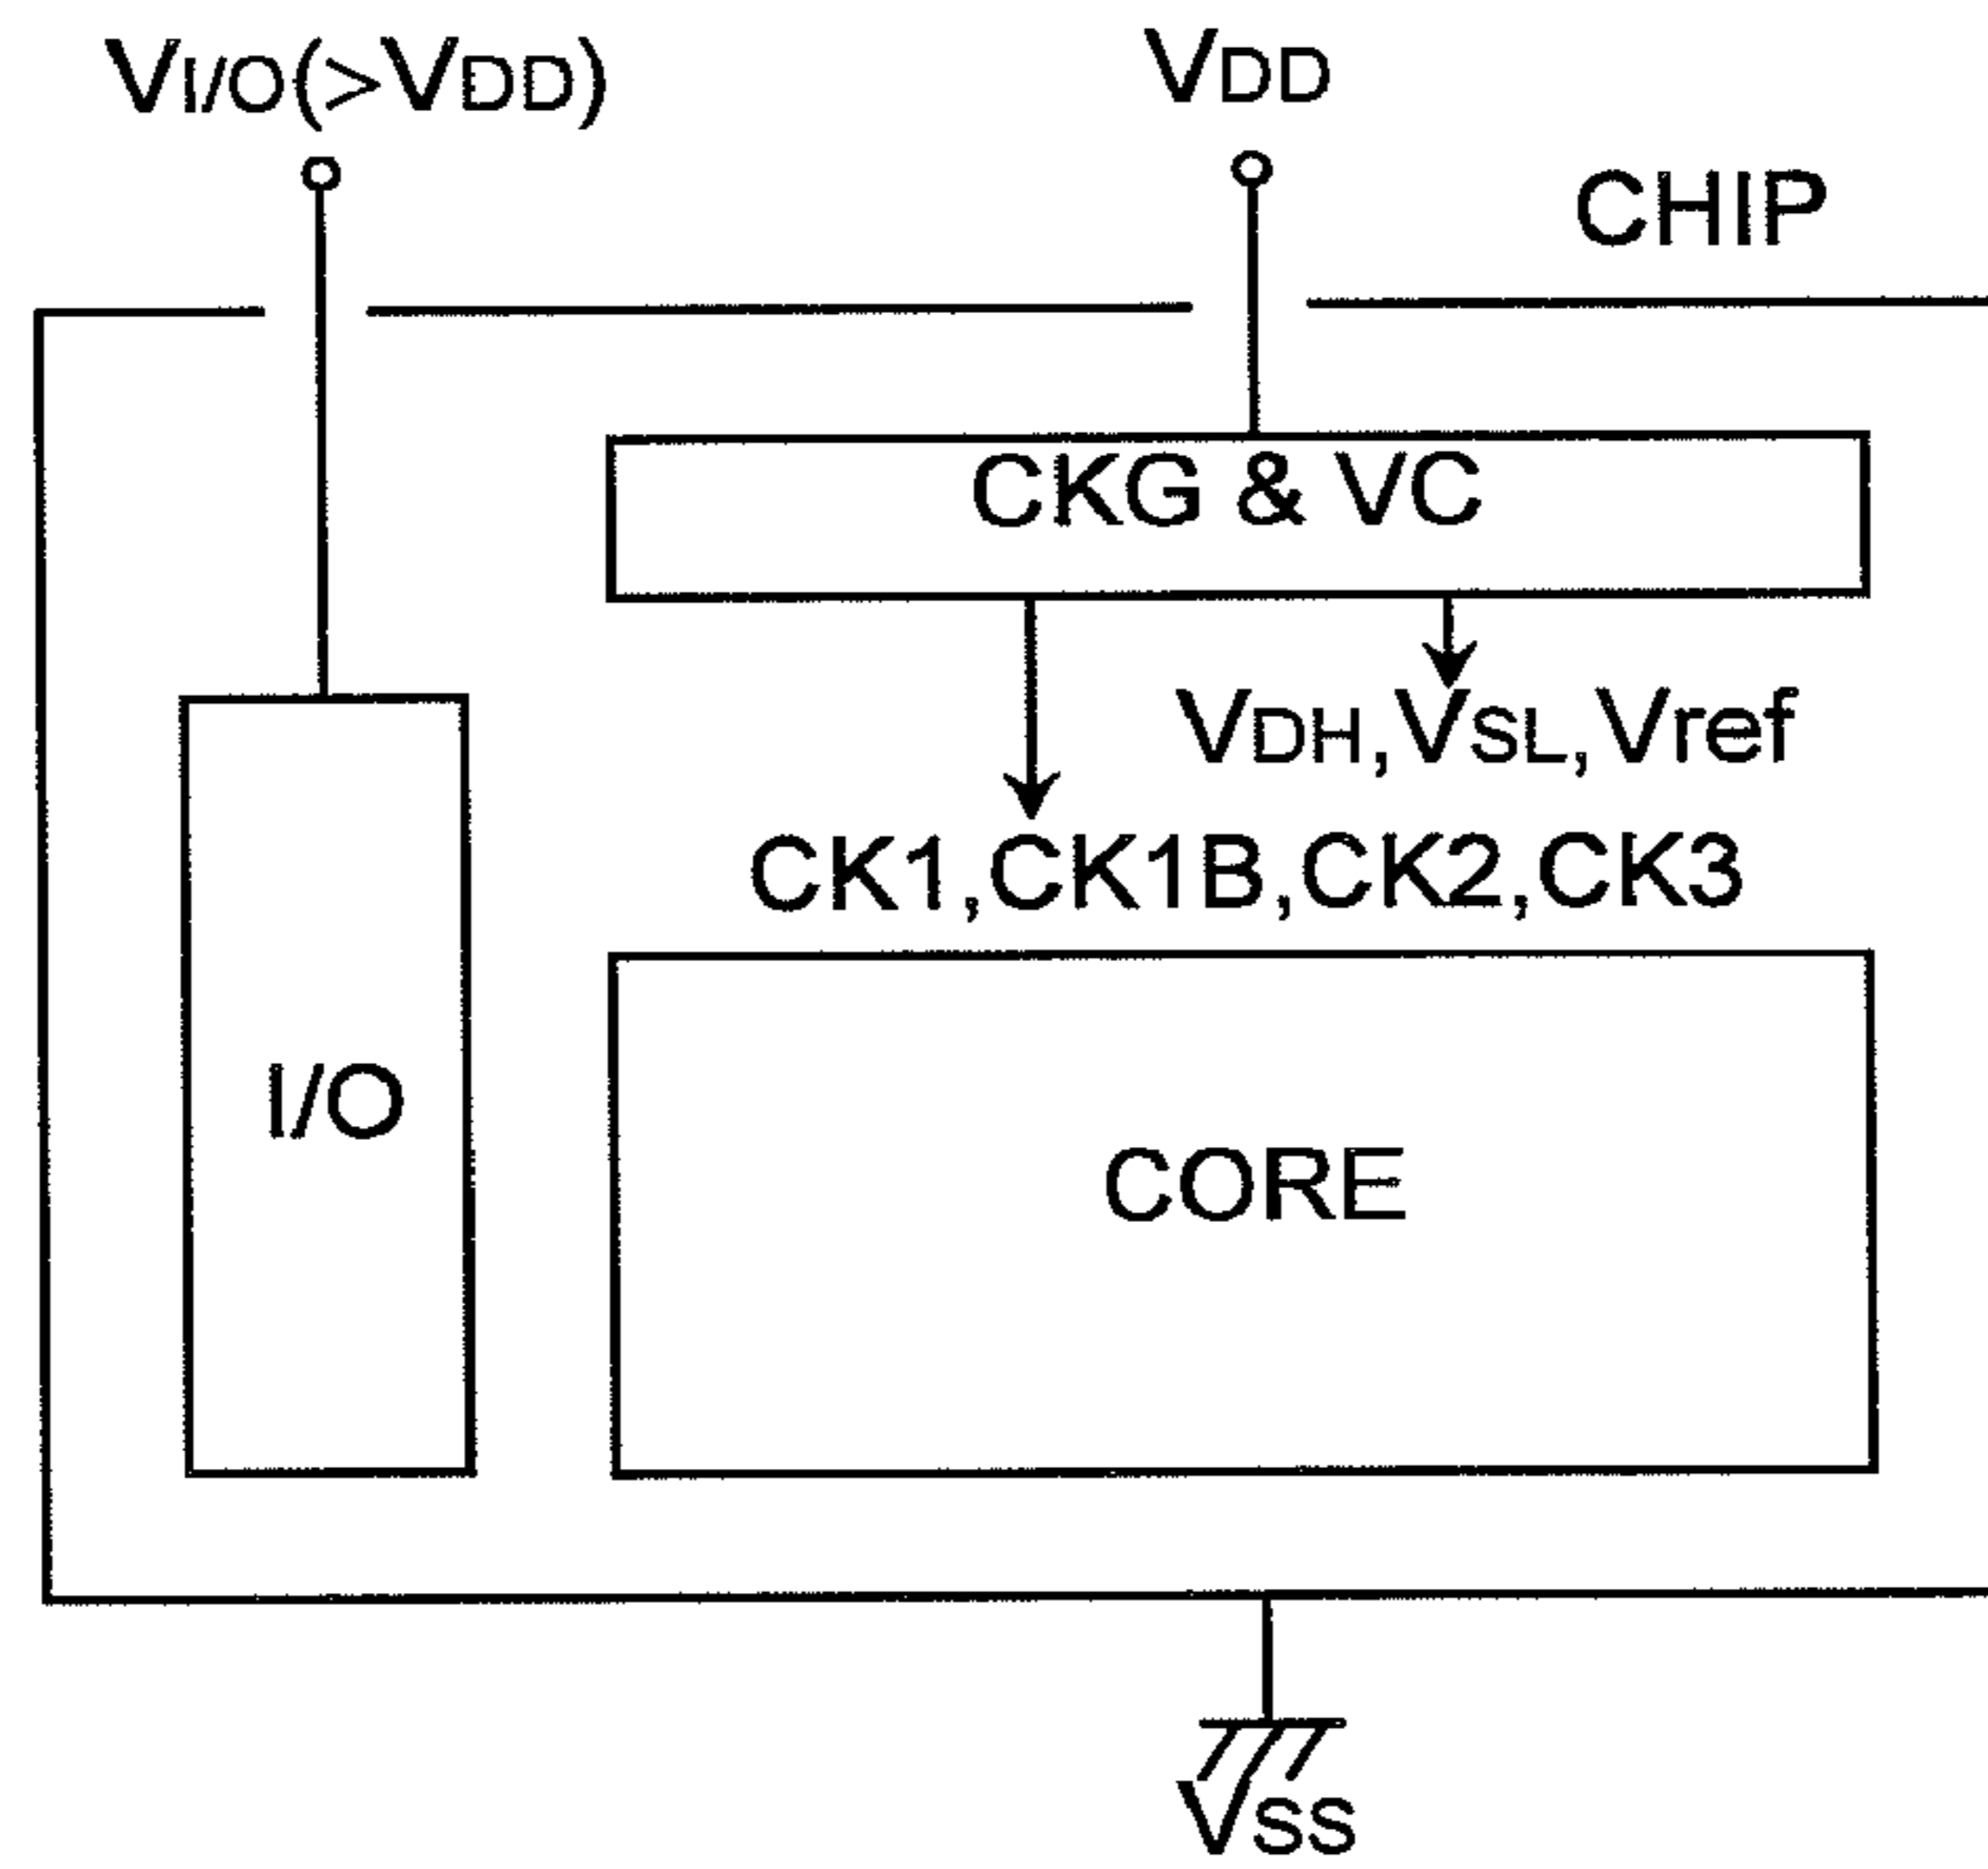 VI/O(>VDD)
VDD
CHIP
CKG & VC
VDH,VSL,Vref
CK1,CK1B,CK2,CK3
I/O
CORE
VSS